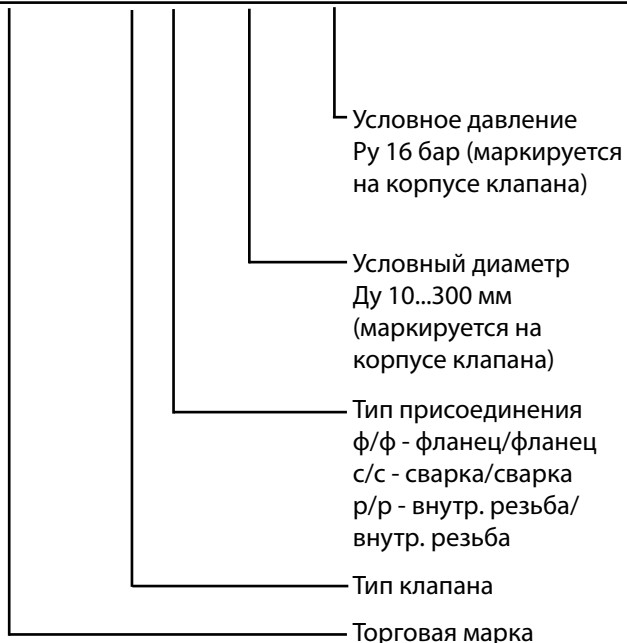 Условное давление
Ру 16 бар (маркируется
на корпусе клапана)
Условный диаметр
Ду 10...300 мм
(маркируется на
корпусе клапана)
Тип присоединения
ф/ф - фланец/фланец
с/с - сварка/сварка
р/р - внутр. резьба/
внутр. резьба
Тип клапана
Торговая марка